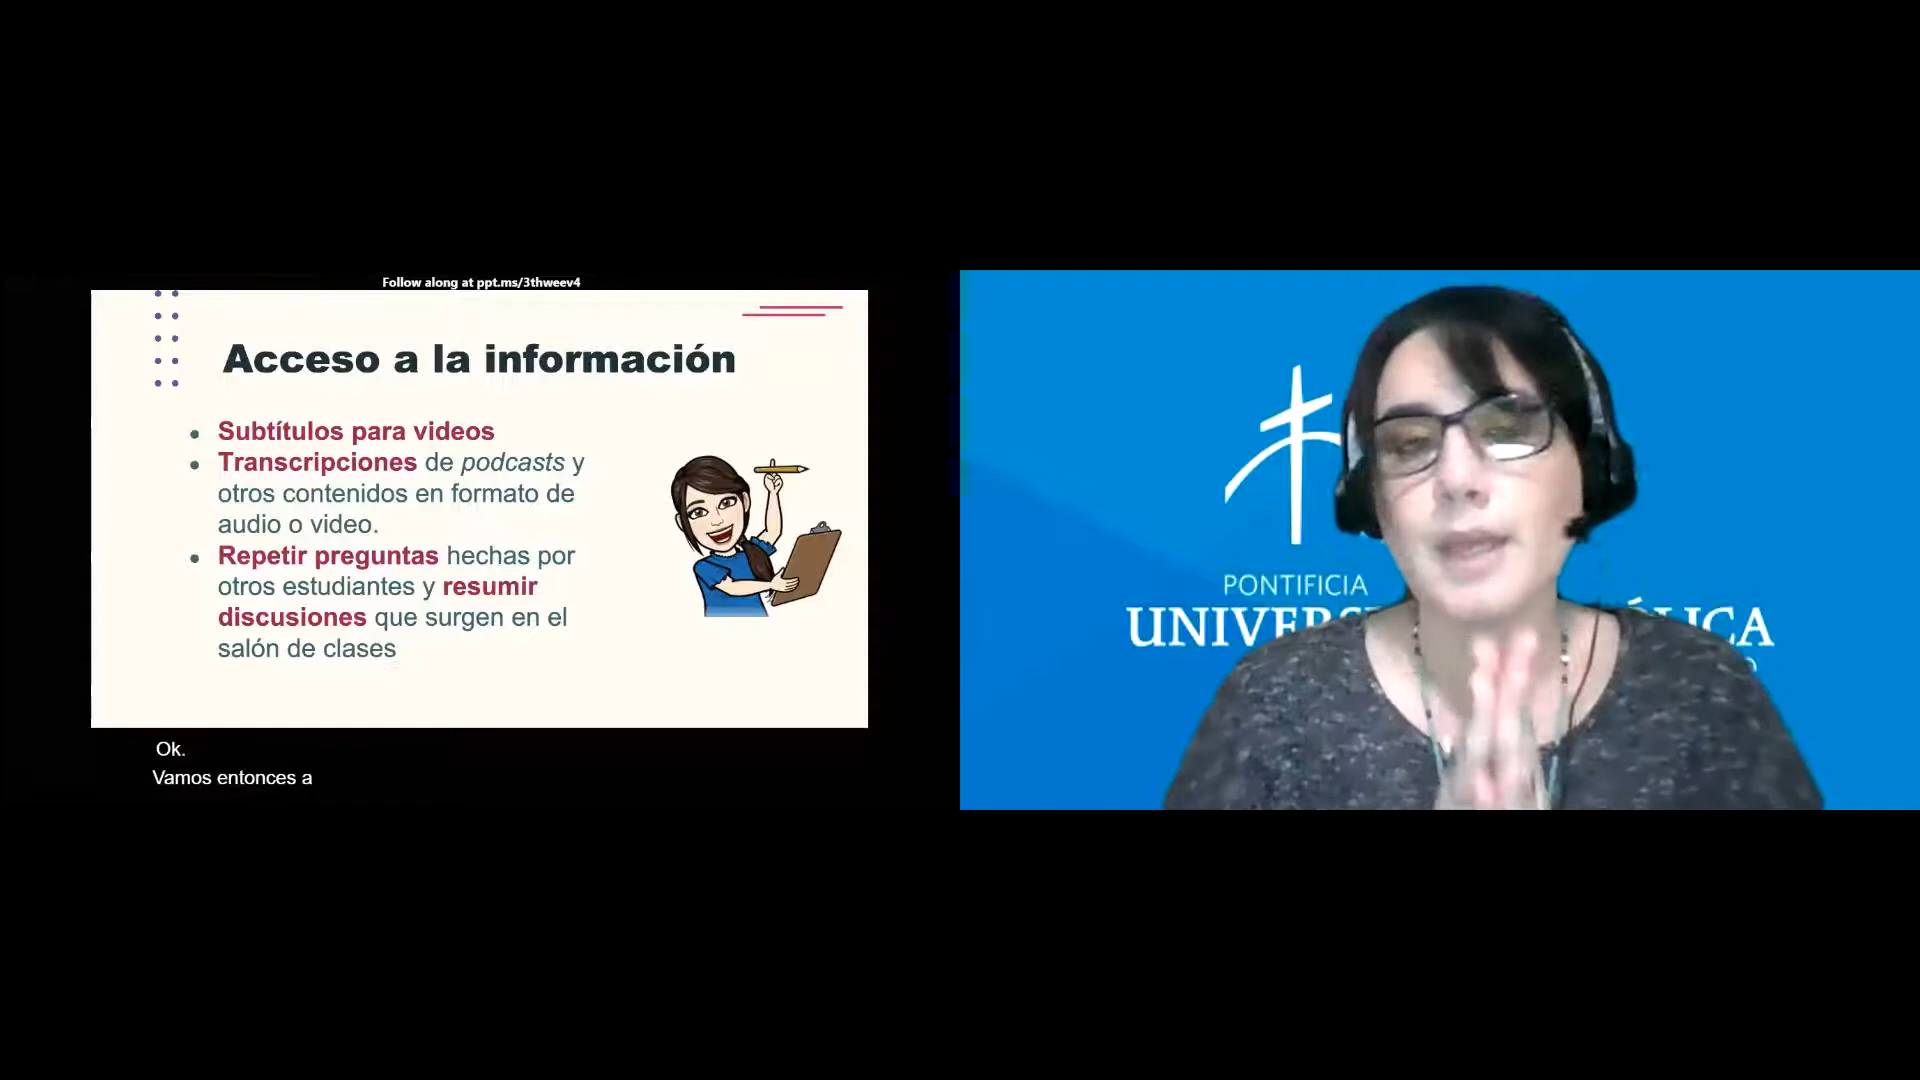 Follow along at ppt.ms/3thweev4
Acceso a la información
• Subtítulos para videos
• Transcripciones de podcasts y
otros contenidos en formato de
audio o video.
• Repetir preguntas hechas por
otros estudiantes y resumir
discusiones que surgen en el
salón de clases
Ok.
Vamos entonces a
PONTIFICIA